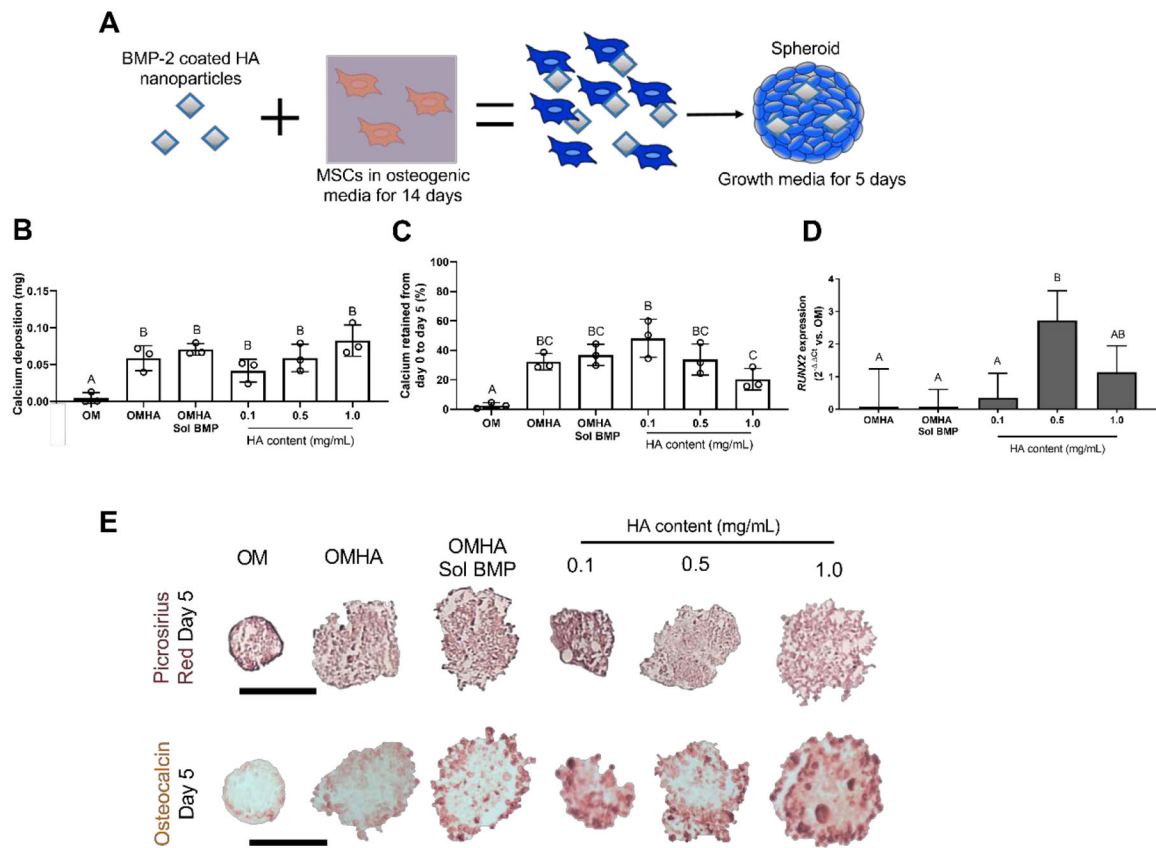 A
BMP-2 coated HA
nanoparticles
MSCs in osteogenic
media for 14 days
Spheroid
Growth media for 5 days
B
Calcium deposition (mg)
0.15
0.10
0.05
0.00
A
B
B
B
B
B
OM
OMHA
OMHA
Sol BMP
0.1
0.5
1.0
HA content (mg/mL)
C
Calcium retained from
day 0 to day 5 (%)
100
80
60
40
20
0
A
BC
BC
B
BC
C
OM
OMHA
OMHA
Sol BMP
0.1
0.5
1.0
HA content (mg/mL)
D
RUNX2 expression
(2^-ΔΔCt vs. OM)
4
3
2
1
0
A
A
A
B
AB
OMHA
OMHA
Sol BMP
0.1
0.5
1.0
HA content (mg/mL)
E
HA content (mg/mL)
OM
OMHA
OMHA
Sol BMP
0.1
0.5
1.0
Picrosirius
Red Day 5
Osteocalcin
Day 5